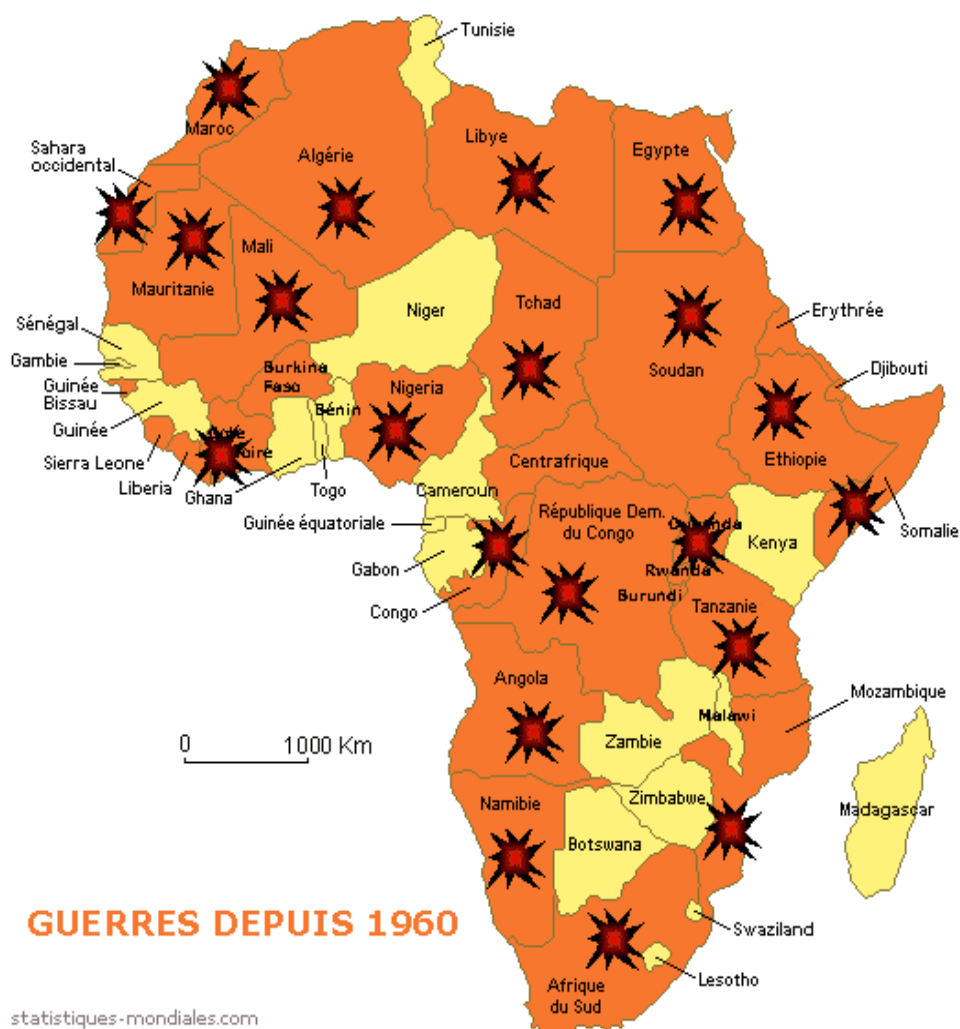 Tunisie
Maroc
Sahara
occidental
Algérie
Libye
Egypte
Mali
Mauritanie
Niger
Tchad
Erythrée
Sénégal
Gambie
Burkina
Faso
Nigeria
Soudan
Djibouti
Guinée
Bissau
Bénin
Guinée
Sierra Leone
Liberia
Ghana
Togo
Cameroun
Centrafrique
Ethiopie
Somalie
Guinée équatoriale
République Dem.
du Congo
Kenya
Gabon
Rwanda
Burundi
Congo
Tanzanie
Angola
Mozambique
Malawi
0 1000 Km
Zambie
Namibie
Zimbabwe
Madagascar
Botswana
GUERRES DEPUIS 1960
Swaziland
Lesotho
Afrique
du Sud
statistiques-mondiales.com